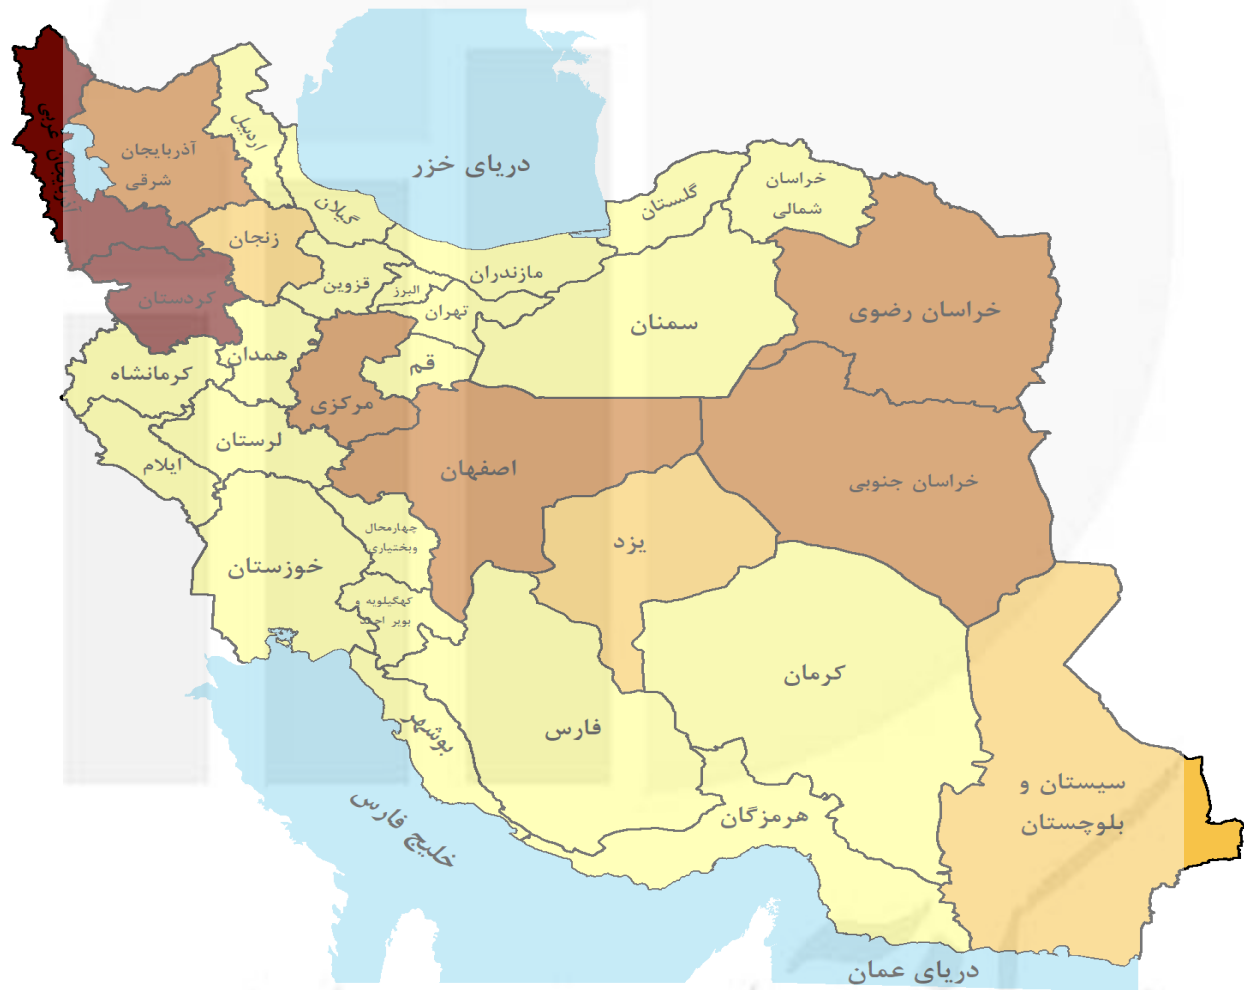 آذربایجان غربی
آذربایجان
شرقی
اردبیل
گیلان
زنجان
کردستان
دریای خزر
گلستان
خراسان
شمالی
مازندران
قزوین
البرز
تهران
سمنان
خراسان رضوی
کرمانشاه
همدان
قم
مرکزی
لرستان
ایلام
اصفهان
خراسان جنوبی
چهارمحال
وبختیاری
یزد
خوزستان
کهگیلویه و
بویر
کرمان
فارس
بوشهر
هرمزگان
سیستان و
بلوچستان
خلیج فارس
دریای عمان